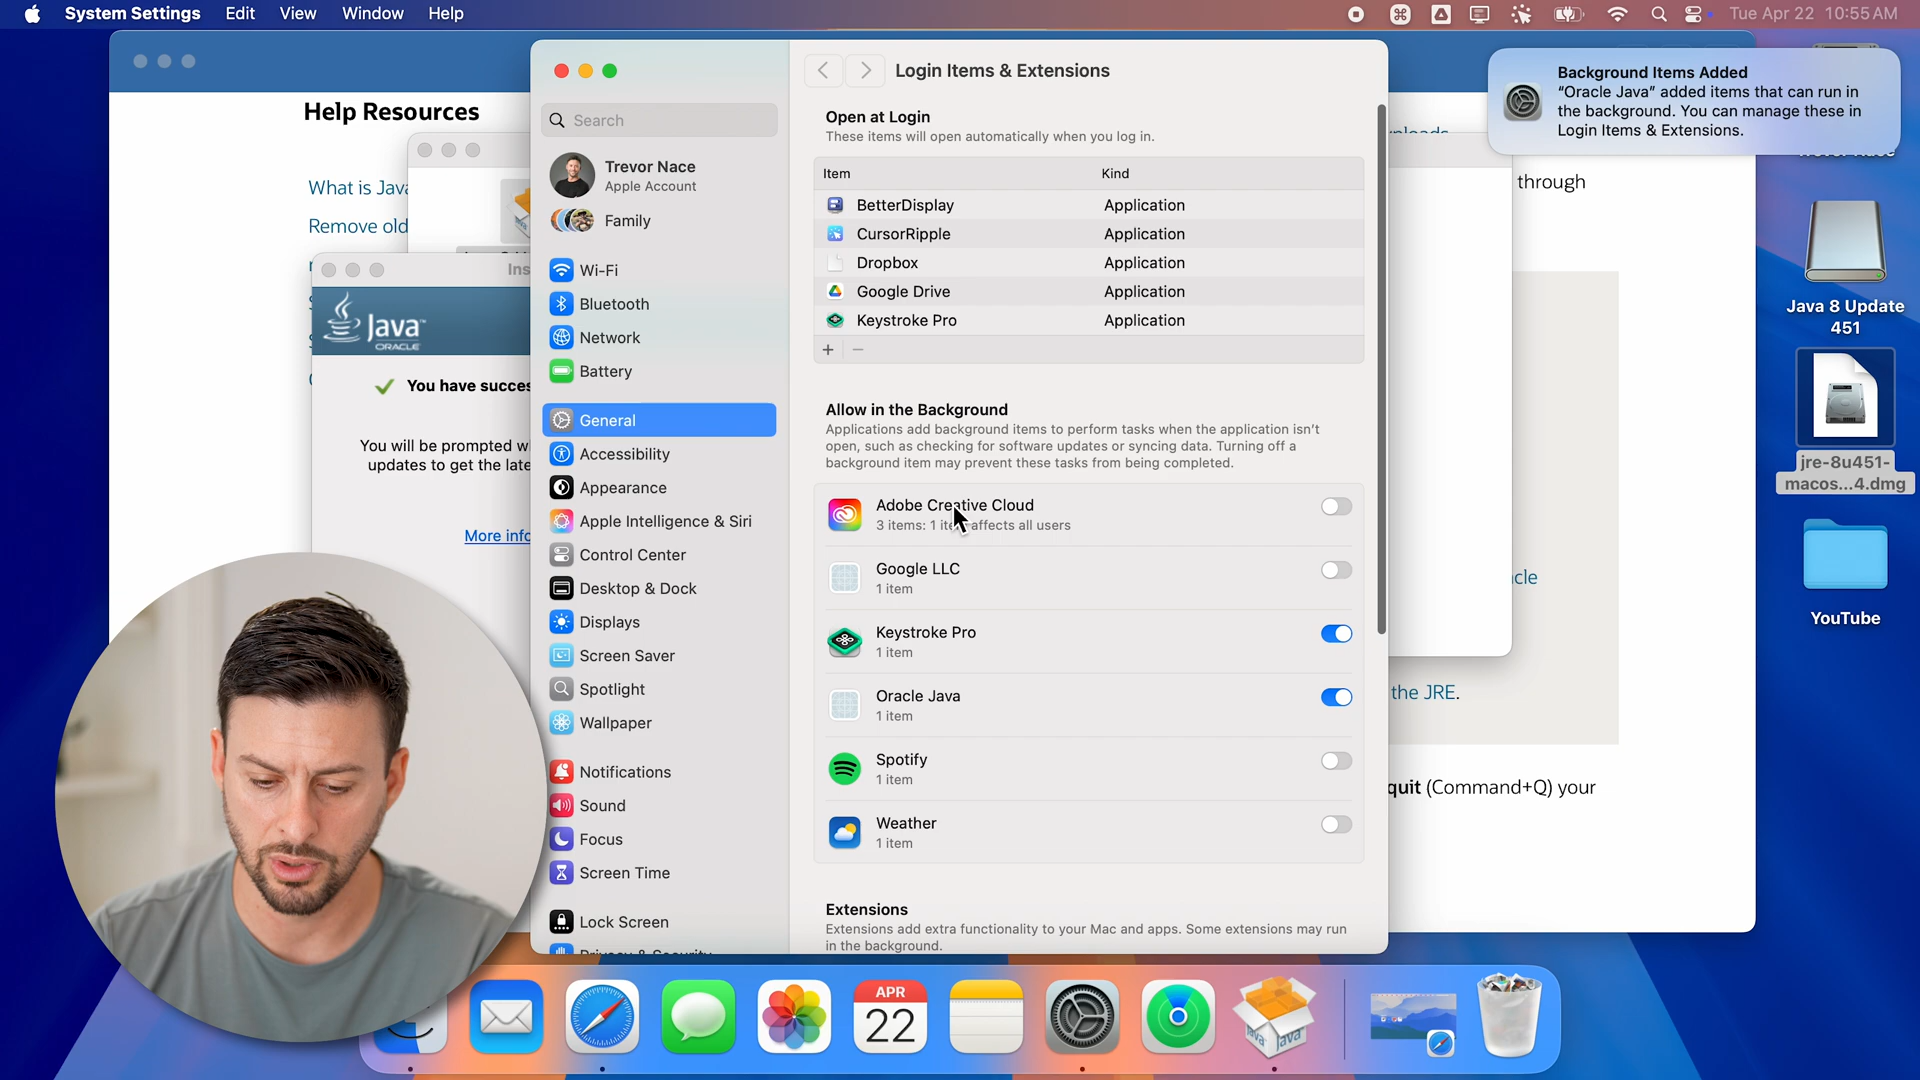 System Settings Edit View Window Help
Tue Apr 22 10:55 AM
Help Resources
What is Java
Remove old
Ins
Java
ORACLE
You have succes
You will be prompted w
updates to get the late
More info
Search
Trevor Nace
Apple Account
Family
Wi-Fi
Bluetooth
Network
Battery
General
Accessibility
Appearance
Apple Intelligence & Siri
Control Center
Desktop & Dock
Displays
Screen Saver
Spotlight
Wallpaper
Notifications
Sound
Focus
Screen Time
Lock Screen
Login Items & Extensions
Open at Login
These items will open automatically when you log in.
Item Kind
BetterDisplay Application
CursorRipple Application
Dropbox Application
Google Drive Application
Keystroke Pro Application
+ −
Allow in the Background
Applications add background items to perform tasks when the application isn't
open, such as checking for software updates or syncing data. Turning off a
background item may prevent these tasks from being completed.
Adobe Creative Cloud
3 items: 1 item affects all users
Google LLC
1 item
Keystroke Pro
1 item
Oracle Java
1 item
Spotify
1 item
Weather
1 item
Extensions
Extensions add extra functionality to your Mac and apps. Some extensions may run
in the background.
through
cle
the JRE.
quit (Command+Q) your
Background Items Added
"Oracle Java" added items that can run in
the background. You can manage these in
Login Items & Extensions.
Java 8 Update
451
jre-8u451-
macos...4.dmg
YouTube
APR
22
Java